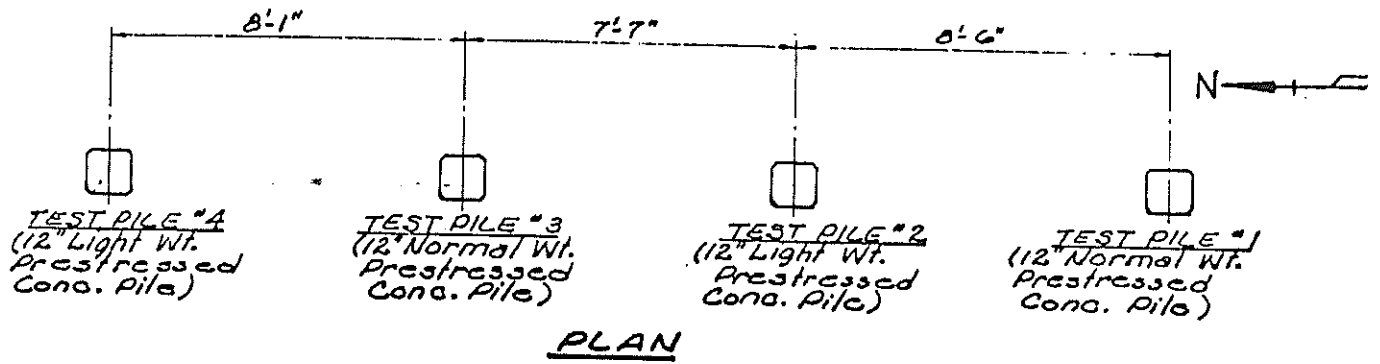 8'-1"
7'-7"
8'-6"
N
TEST PILE #4
(12" Light Wt.
Prestressed
Conc. Pile)
TEST PILE #3
(12" Normal Wt.
Prestressed
Conc. Pile)
TEST PILE #2
(12" Light Wt.
Prestressed
Conc. Pile)
TEST PILE #1
(12" Normal Wt.
Prestressed
Conc. Pile)
PLAN